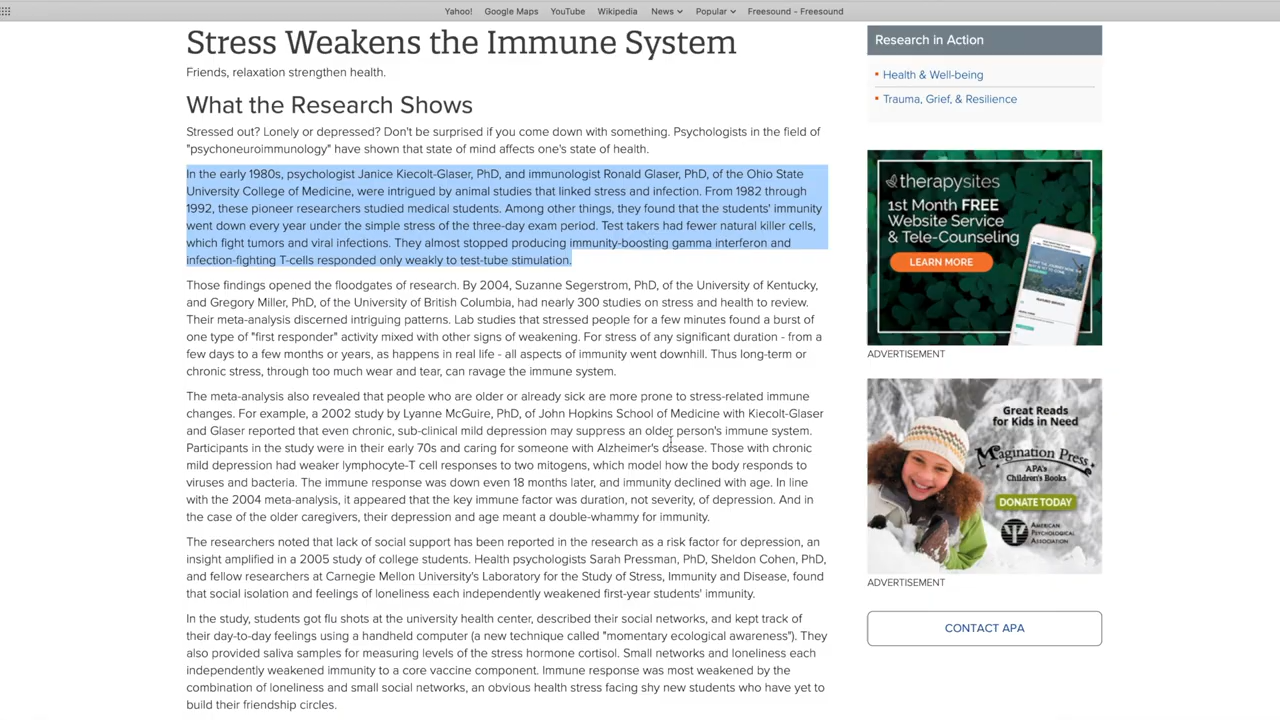 Yahoo! Google Maps YouTube Wikipedia News Popular Freesound - Freesound
Stress Weakens the Immune System
Friends, relaxation strengthen health.
What the Research Shows
Stressed out? Lonely or depressed? Don't be surprised if you come down with something. Psychologists in the field of
"psychoneuroimmunology" have shown that state of mind affects one's state of health.
In the early 1980s, psychologist Janice Kiecolt-Glaser, PhD, and immunologist Ronald Glaser, PhD, of the Ohio State
University College of Medicine, were intrigued by animal studies that linked stress and infection. From 1982 through
1992, these pioneer researchers studied medical students. Among other things, they found that the students' immunity
went down every year under the simple stress of the three-day exam period. Test takers had fewer natural killer cells,
which fight tumors and viral infections. They almost stopped producing immunity-boosting gamma interferon and
infection-fighting T-cells responded only weakly to test-tube stimulation.
Those findings opened the floodgates of research. By 2004, Suzanne Segerstrom, PhD, of the University of Kentucky,
and Gregory Miller, PhD, of the University of British Columbia, had nearly 300 studies on stress and health to review.
Their meta-analysis discerned intriguing patterns. Lab studies that stressed people for a few minutes found a burst of
one type of "first responder" activity mixed with other signs of weakening. For stress of any significant duration - from a
few days to a few months or years, as happens in real life - all aspects of immunity went downhill. Thus long-term or
chronic stress, through too much wear and tear, can ravage the immune system.
The meta-analysis also revealed that people who are older or already sick are more prone to stress-related immune
changes. For example, a 2002 study by Lyanne McGuire, PhD, of John Hopkins School of Medicine with Kiecolt-Glaser
and Glaser reported that even chronic, sub-clinical mild depression may suppress an older person's immune system.
Participants in the study were in their early 70s and caring for someone with Alzheimer's disease. Those with chronic
mild depression had weaker lymphocyte-T cell responses to two mitogens, which model how the body responds to
viruses and bacteria. The immune response was down even 18 months later, and immunity declined with age. In line
with the 2004 meta-analysis, it appeared that the key immune factor was duration, not severity, of depression. And in
the case of the older caregivers, their depression and age meant a double-whammy for immunity.
The researchers noted that lack of social support has been reported in the research as a risk factor for depression, an
insight amplified in a 2005 study of college students. Health psychologists Sarah Pressman, PhD, Sheldon Cohen, PhD,
and fellow researchers at Carnegie Mellon University's Laboratory for the Study of Stress, Immunity and Disease, found
that social isolation and feelings of loneliness each independently weakened first-year students' immunity.
In the study, students got flu shots at the university health center, described their social networks, and kept track of
their day-to-day feelings using a handheld computer (a new technique called "momentary ecological awareness"). They
also provided saliva samples for measuring levels of the stress hormone cortisol. Small networks and loneliness each
independently weakened immunity to a core vaccine component. Immune response was most weakened by the
combination of loneliness and small social networks, an obvious health stress facing shy new students who have yet to
build their friendship circles.
Research in Action
Health & Well-being
Trauma, Grief, & Resilience
therapysites
1st Month FREE
Website Service
& Tele-Counseling
LEARN MORE
ADVERTISEMENT
Great Reads
for Kids in Need
Magination Press
APA's
Children's Books
DONATE TODAY
AMERICAN
PSYCHOLOGICAL
ASSOCIATION
ADVERTISEMENT
CONTACT APA